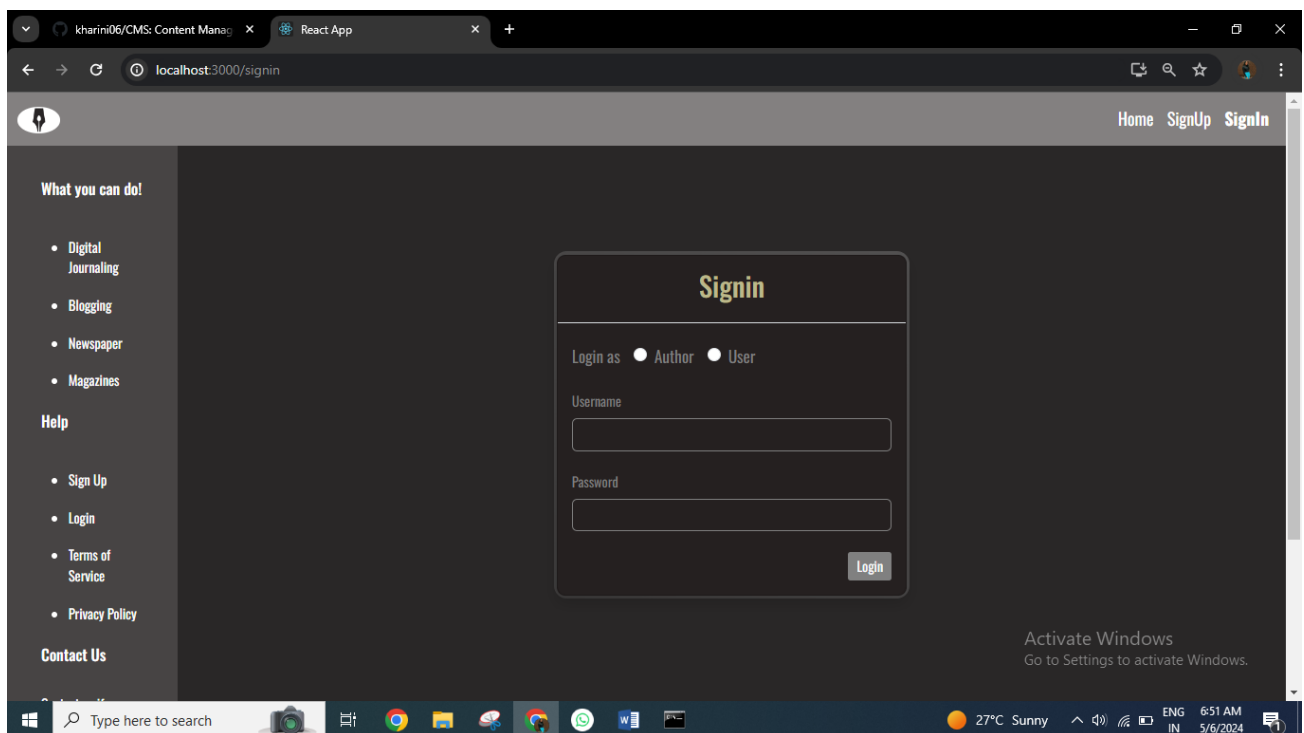 kharini06/CMS: Content Manag
React App
localhost:3000/signin
Home SignUp SignIn
What you can do!
Digital
Journaling
Blogging
Newspaper
Magazines
Help
Sign Up
Login
Terms of
Service
Privacy Policy
Contact Us
Signin
Login as Author User
Username
Password
Login
Activate Windows
Go to Settings to activate Windows.
Type here to search
27°C Sunny
ENG
IN
6:51 AM
5/6/2024
1